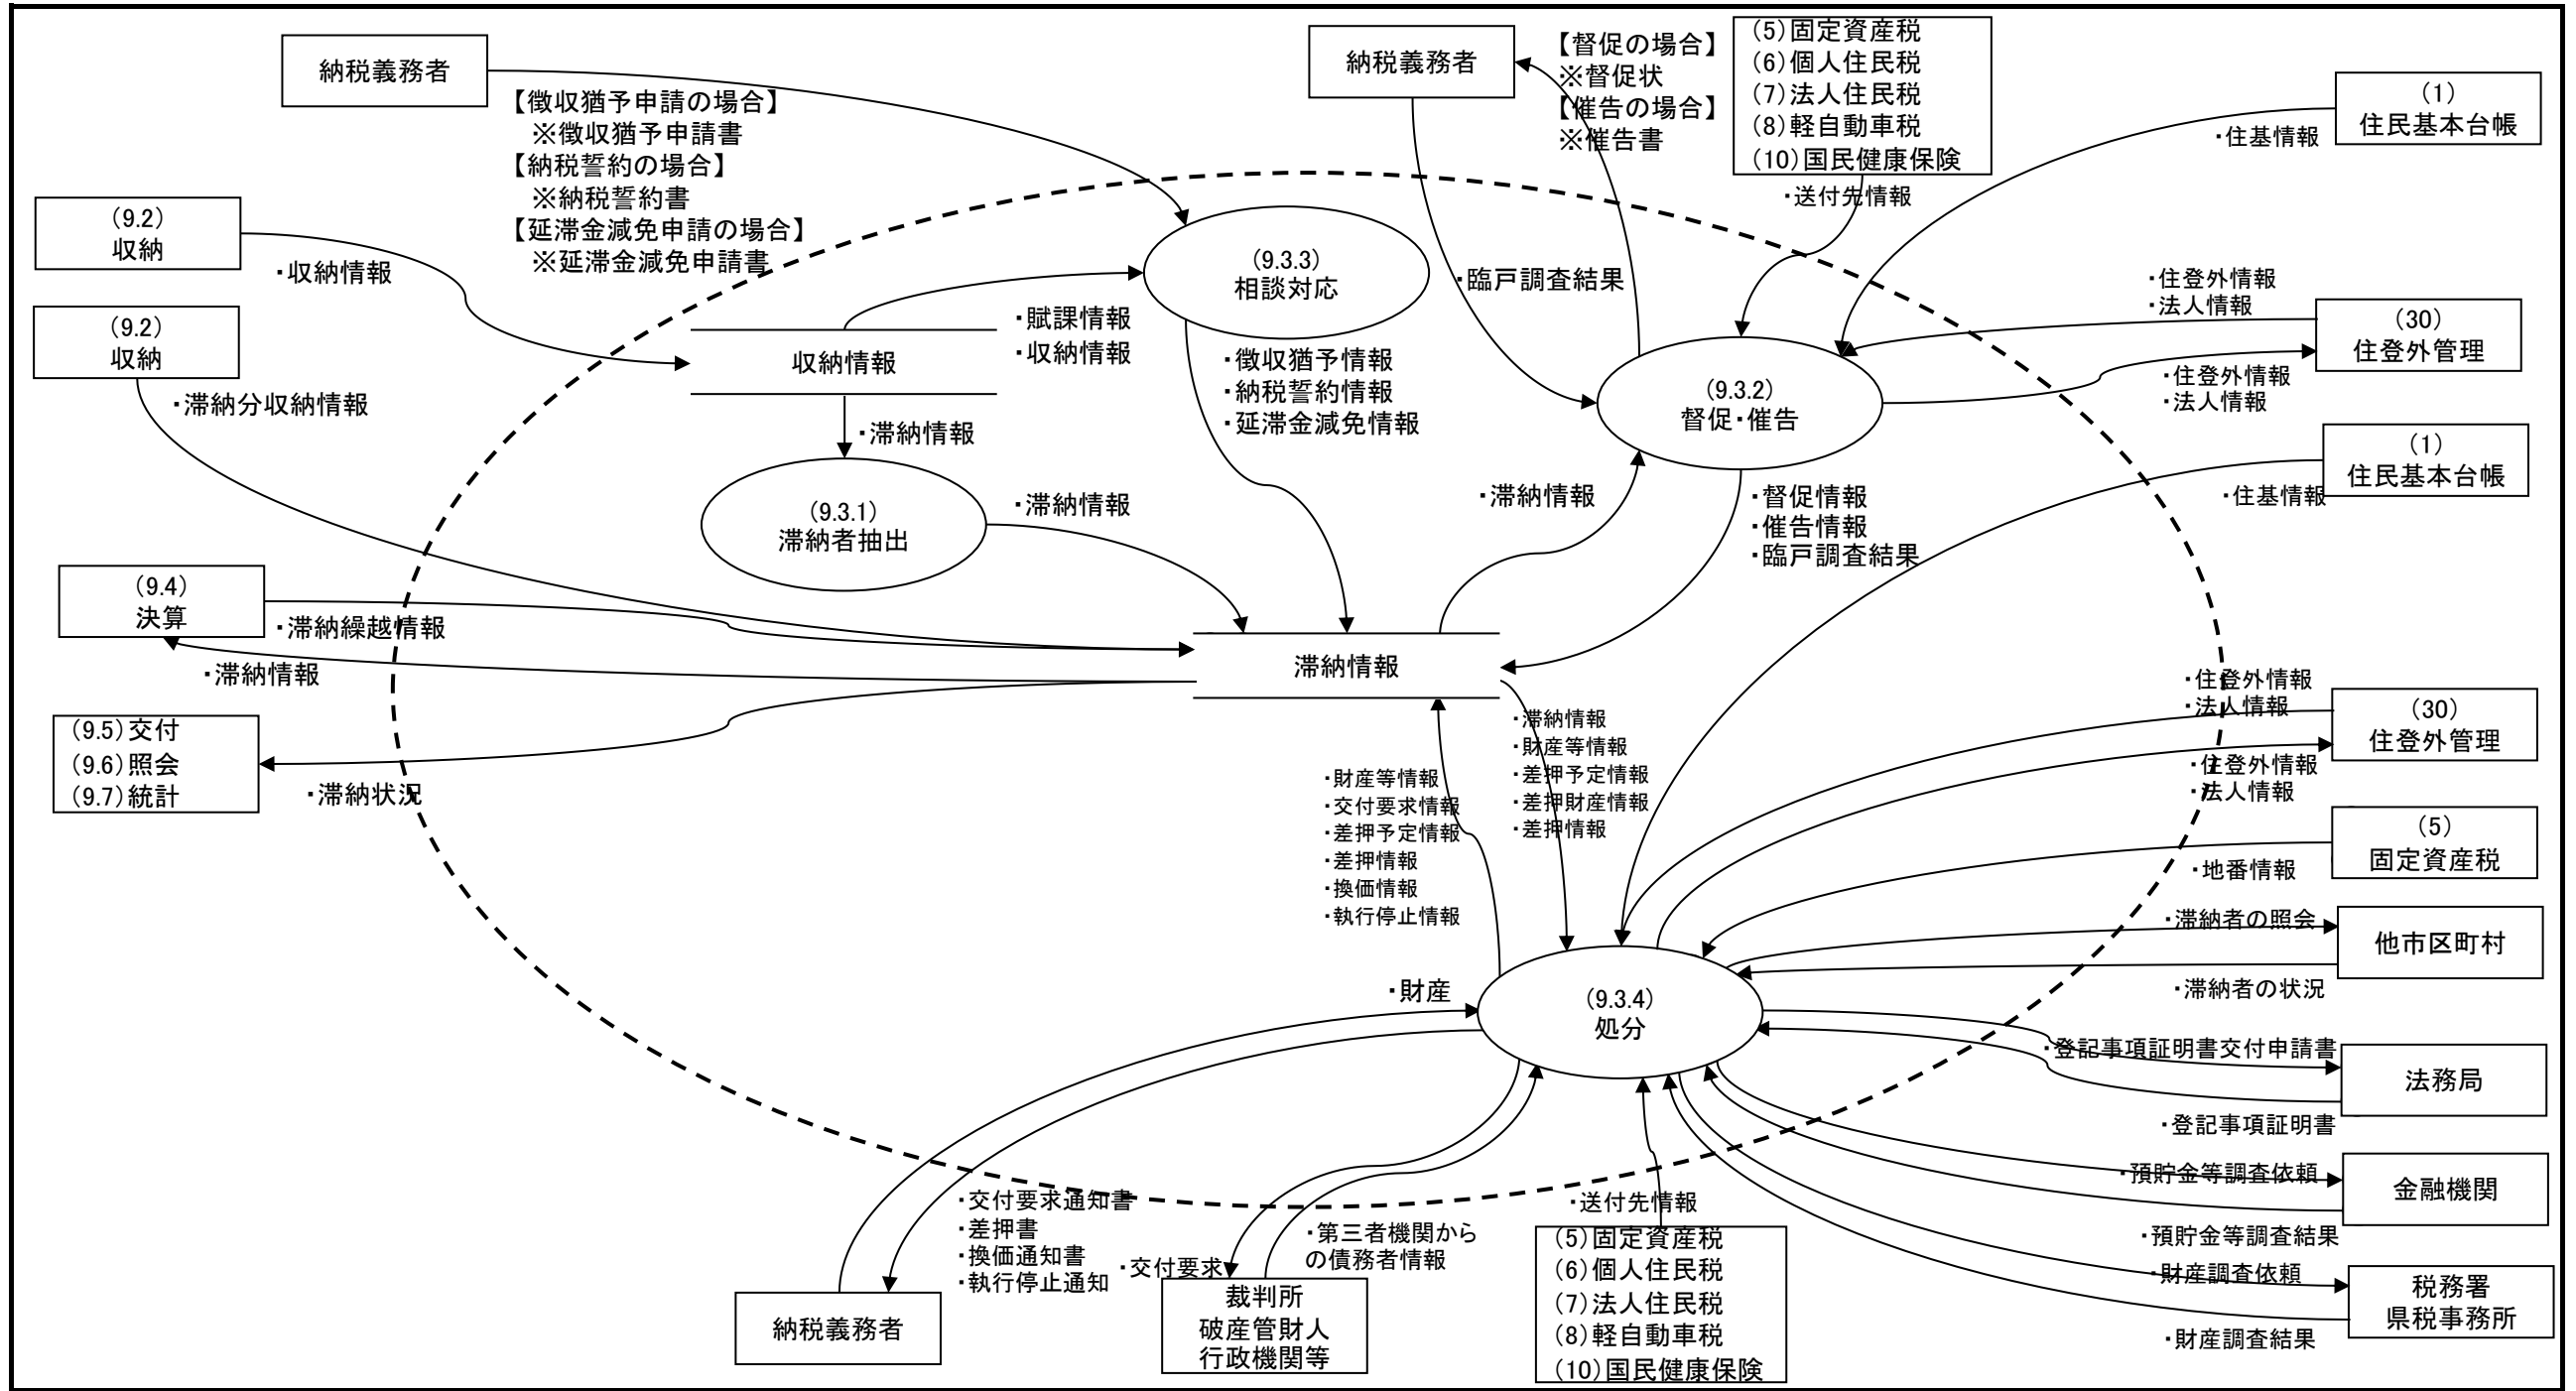 納税義務者
【徴収猶予申請の場合】
※徴収猶予申請書
【納税誓約の場合】
※納税誓約書
【延滞金減免申請の場合】
※延滞金減免申請書
納税義務者
【督促の場合】
※督促状
【催告の場合】
※催告書
(5)固定資産税
(6)個人住民税
(7)法人住民税
(8)軽自動車税
(10)国民健康保険
・送付先情報
(1)
住民基本台帳
・住基情報
(9.2)
収納
・収納情報
(9.2)
収納
・滞納分収納情報
収納情報
・賦課情報
・収納情報
(9.3.3)
相談対応
・徴収猶予情報
・納税誓約情報
・延滞金減免情報
・臨戸調査結果
(9.3.2)
督促・催告
・住登外情報
・法人情報
(30)
住登外管理
・住登外情報
・法人情報
(1)
住民基本台帳
・住基情報
・滞納情報
(9.3.1)
滞納者抽出
・滞納情報
・滞納情報
・督促情報
・催告情報
・臨戸調査結果
(9.4)
決算
・滞納繰越情報
・滞納情報
滞納情報
(9.5)交付
(9.6)照会
(9.7)統計
・滞納状況
・財産等情報
・交付要求情報
・差押予定情報
・差押情報
・換価情報
・執行停止情報
・滞納情報
・財産等情報
・差押予定情報
・差押財産情報
・差押情報
・住登外情報
・法人情報
(30)
住登外管理
・住登外情報
・法人情報
(5)
固定資産税
・地番情報
・滞納者の照会
他市区町村
・滞納者の状況
・財産
(9.3.4)
処分
・登記事項証明書交付申請書
法務局
・登記事項証明書
・預貯金等調査依頼
金融機関
・預貯金等調査結果
・財産調査依頼
税務署
県税事務所
・財産調査結果
・交付要求通知書
・差押書
・換価通知書
・執行停止通知
納税義務者
・交付要求
・第三者機関から
の債務者情報
裁判所
破産管財人
行政機関等
・送付先情報
(5)固定資産税
(6)個人住民税
(7)法人住民税
(8)軽自動車税
(10)国民健康保険